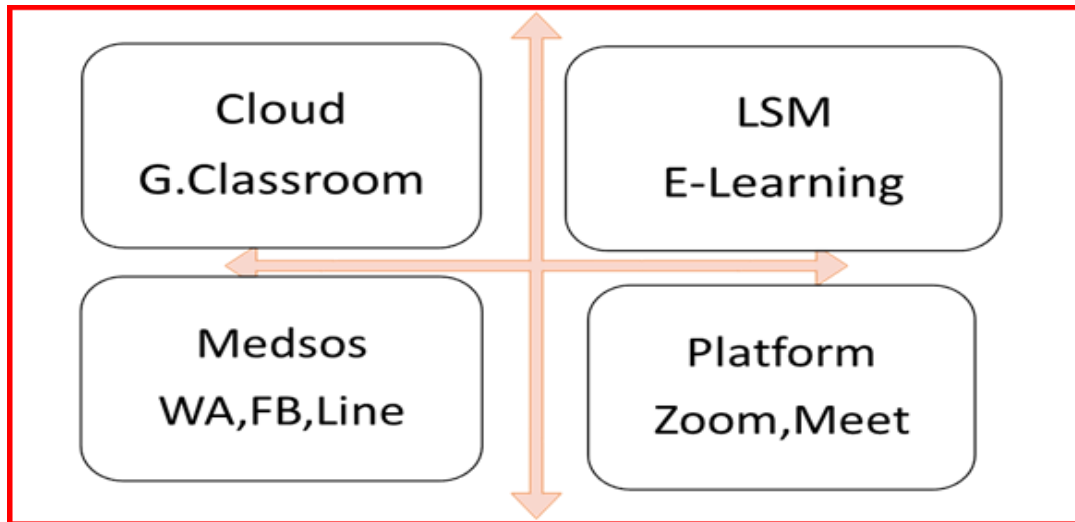 Cloud
G.Classroom
LSM
E-Learning
Medsos
WA,FB,Line
Platform
Zoom,Meet